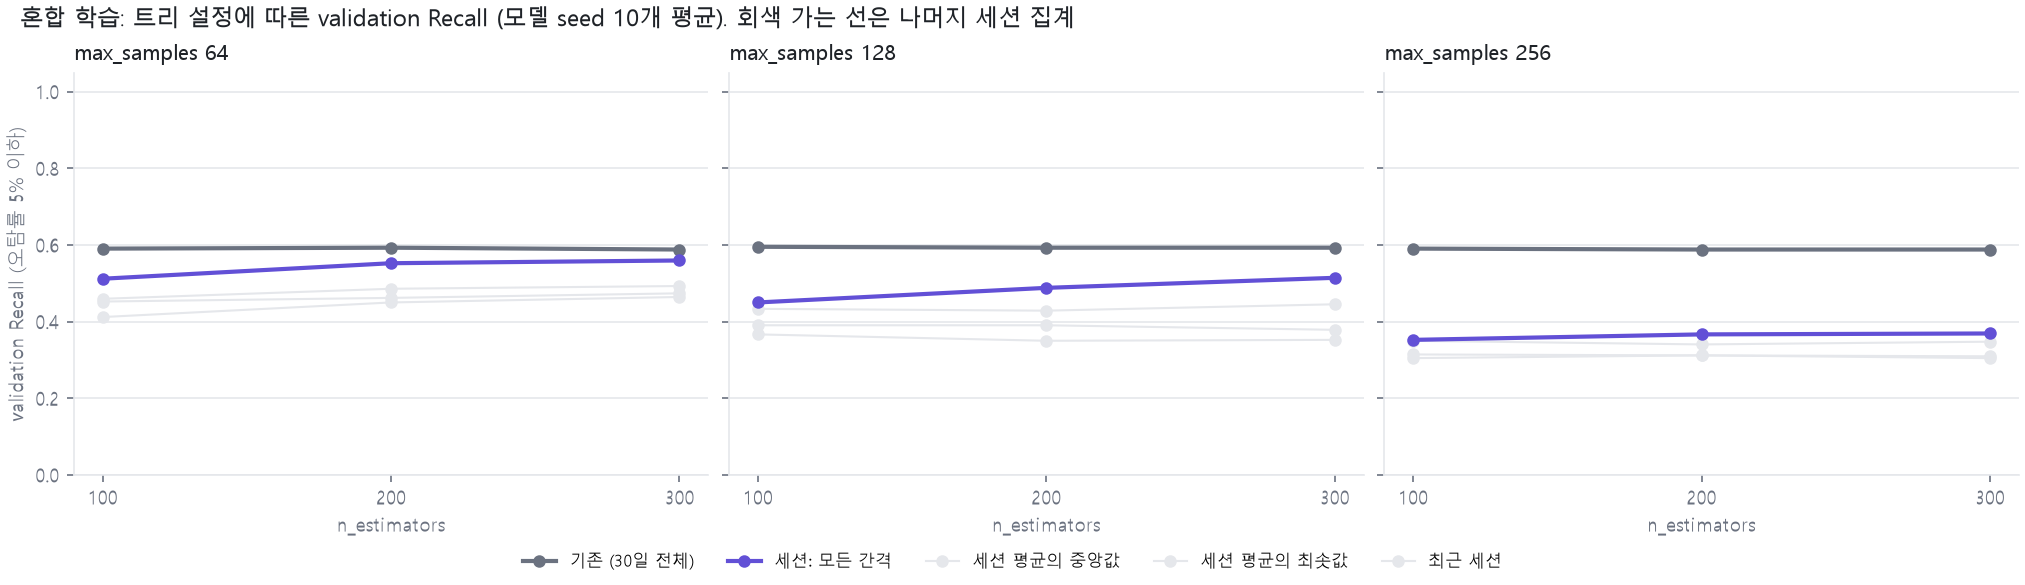 혼합 학습: 트리 설정에 따른 validation Recall (모델 seed 10개 평균). 회색 가는 선은 나머지 세션 집계
max_samples 64
max_samples 128
max_samples 256
validation Recall (오탐률 5% 이하)
1.0
0.8
0.6
0.4
0.2
0.0
100 200 300
100 200 300
100 200 300
n_estimators
n_estimators
n_estimators
기존 (30일 전체)
세션: 모든 간격
세션 평균의 중앙값
세션 평균의 최솟값
최근 세션